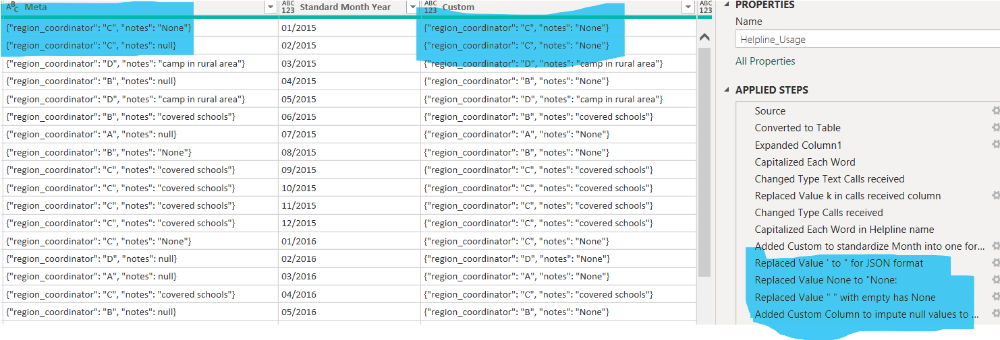 ABC Meta ABC 123 Standard Month Year ABC 123 Custom ABC 123
{"region_coordinator": "C", "notes": "None"} 01/2015 {"region_coordinator": "C", "notes": "None"}
{"region_coordinator": "C", "notes": null} 02/2015 {"region_coordinator": "C", "notes": "None"}
{"region_coordinator": "D", "notes": "camp in rural area"} 03/2015 {"region_coordinator": "D", "notes": "camp in rural area"}
{"region_coordinator": "B", "notes": null} 04/2015 {"region_coordinator": "B", "notes": "None"}
{"region_coordinator": "D", "notes": "camp in rural area"} 05/2015 {"region_coordinator": "D", "notes": "camp in rural area"}
{"region_coordinator": "B", "notes": "covered schools"} 06/2015 {"region_coordinator": "B", "notes": "covered schools"}
{"region_coordinator": "A", "notes": null} 07/2015 {"region_coordinator": "A", "notes": "None"}
{"region_coordinator": "B", "notes": "None"} 08/2015 {"region_coordinator": "B", "notes": "None"}
{"region_coordinator": "C", "notes": "covered schools"} 09/2015 {"region_coordinator": "C", "notes": "covered schools"}
{"region_coordinator": "C", "notes": "covered schools"} 10/2015 {"region_coordinator": "C", "notes": "covered schools"}
{"region_coordinator": "C", "notes": "covered schools"} 11/2015 {"region_coordinator": "C", "notes": "covered schools"}
{"region_coordinator": "C", "notes": "covered schools"} 12/2015 {"region_coordinator": "C", "notes": "covered schools"}
{"region_coordinator": "C", "notes": "None"} 01/2016 {"region_coordinator": "C", "notes": "None"}
{"region_coordinator": "D", "notes": null} 02/2016 {"region_coordinator": "D", "notes": "None"}
{"region_coordinator": "A", "notes": null} 03/2016 {"region_coordinator": "A", "notes": "None"}
{"region_coordinator": "C", "notes": "covered schools"} 04/2016 {"region_coordinator": "C", "notes": "covered schools"}
{"region_coordinator": "B", "notes": null} 05/2016 {"region_coordinator": "B", "notes": "None"}
PROPERTIES
Name
Helpline_Usage
All Properties
APPLIED STEPS
Source
Converted to Table
Expanded Column1
Capitalized Each Word
Changed Type Text Calls received
Replaced Value k in calls received column
Changed Type Calls received
Capitalized Each Word in Helpline name
Added Custom to standardize Month into one for...
Replaced Value ' to " for JSON format
Replaced Value None to "None:
Replaced Value " " with empty has None
Added Custom Column to impute null values to ...